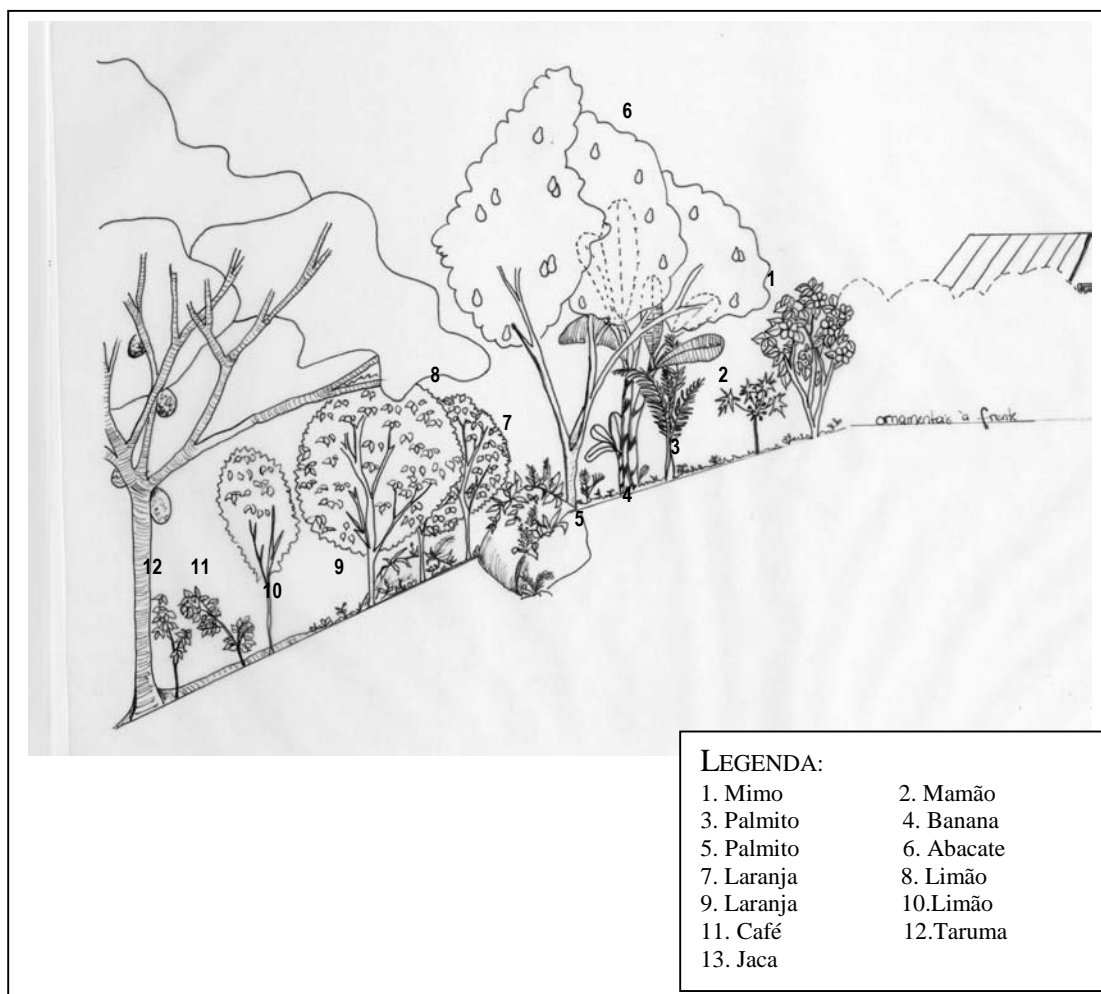 6
1
8
2
7
ornamentais à frente
3
4
5
12
11
9
10
LEGENDA:
1. Mimo 2. Mamão
3. Palmito 4. Banana
5. Palmito 6. Abacate
7. Laranja 8. Limão
9. Laranja 10.Limão
11. Café 12.Taruma
13. Jaca